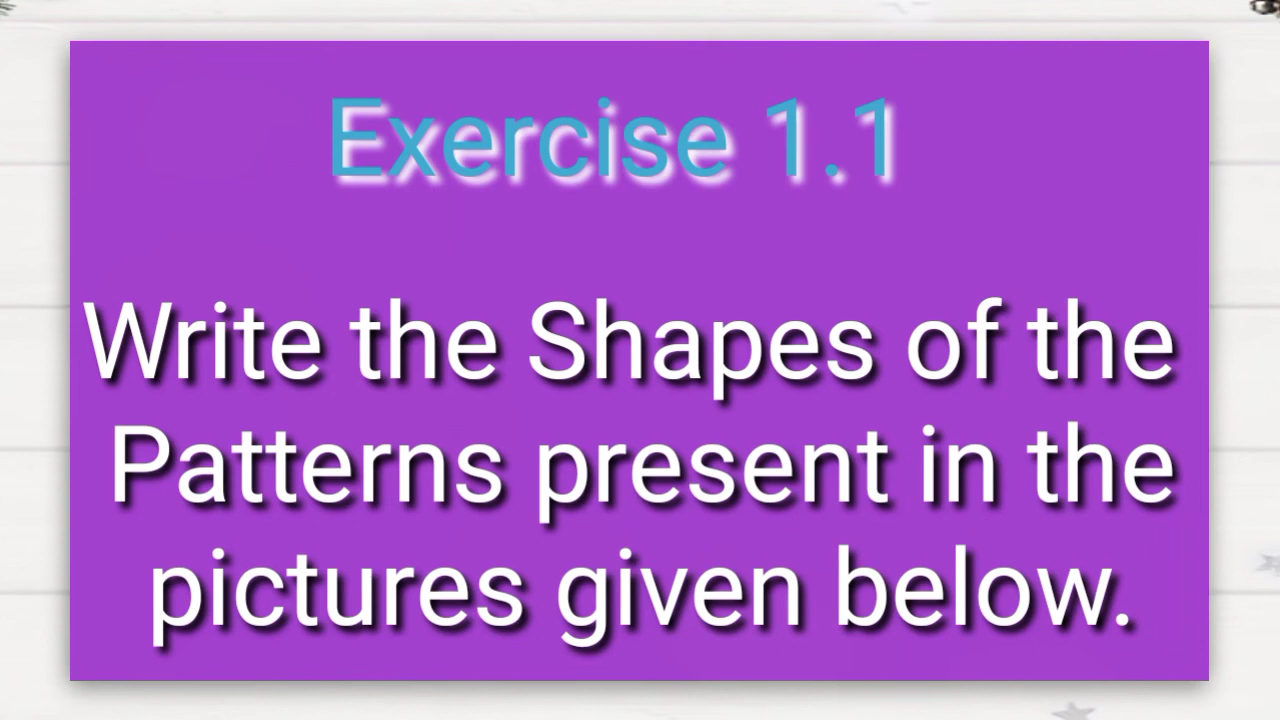 Exercise 1.1
Write the Shapes of the
Patterns present in the
pictures given below.